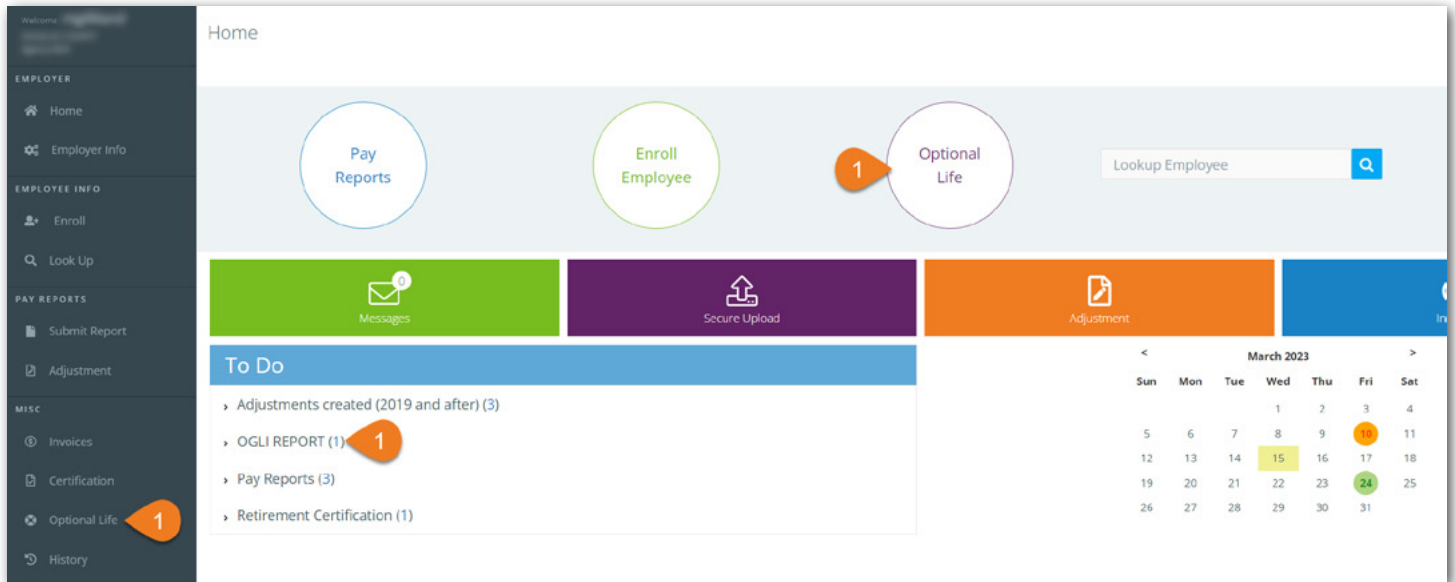 Welcome
EMPLOYER
Home
Employer Info
EMPLOYEE INFO
Enroll
Look Up
PAY REPORTS
Submit Report
Adjustment
MISC
Invoices
Certification
Optional Life
1
History
Home
Pay
Reports
Enroll
Employee
1
Optional
Life
Lookup Employee
0
Messages
Secure Upload
Adjustment
To Do
› Adjustments created (2019 and after) (3)
› OGLI REPORT (1)
1
› Pay Reports (3)
› Retirement Certification (1)
< March 2023 >
Sun Mon Tue Wed Thu Fri Sat
1 2 3 4
5 6 7 8 9 10 11
12 13 14 15 16 17 18
19 20 21 22 23 24 25
26 27 28 29 30 31